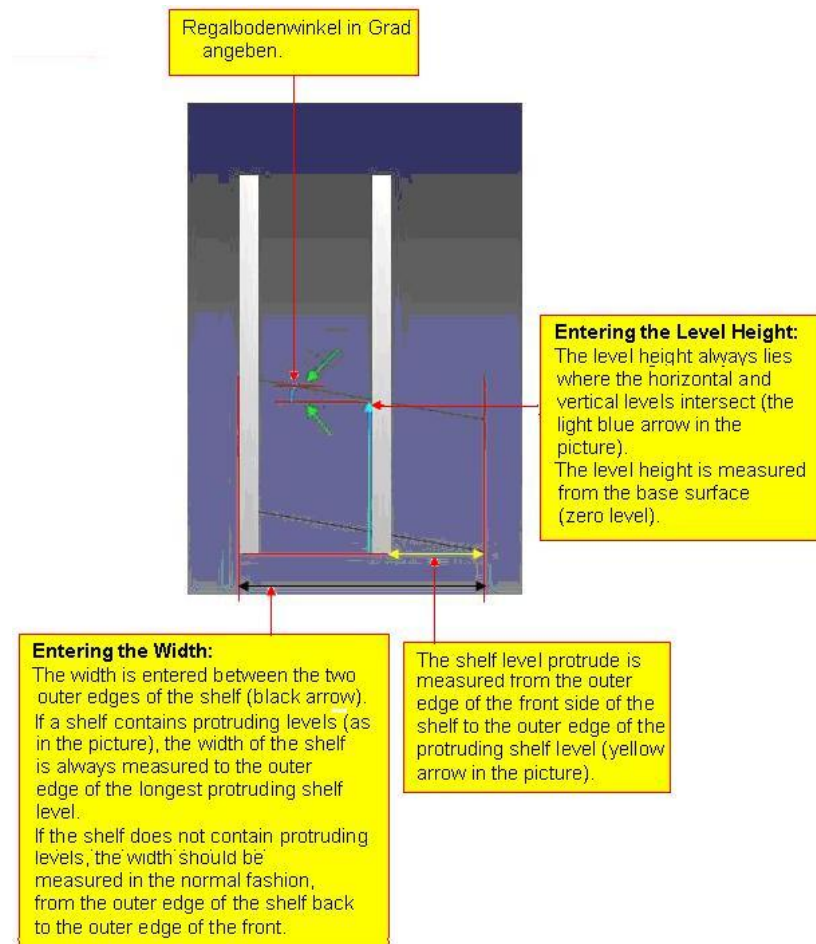 Regalbodenwinkel in Grad
angeben.
Entering the Level Height:
The level height always lies
where the horizontal and
vertical levels intersect (the
light blue arrow in the
picture).
The level height is measured
from the base surface
(zero level).
Entering the Width:
The width is entered between the two
outer edges of the shelf (black arrow).
If a shelf contains protruding levels (as
in the picture), the width of the shelf
is always measured to the outer
edge of the longest protruding shelf
level.
If the shelf does not contain protruding
levels, the width should be
measured in the normal fashion,
from the outer edge of the shelf back
to the outer edge of the front.
The shelf level protrude is
measured from the outer
edge of the front side of the
shelf to the outer edge of the
protruding shelf level (yellow
arrow in the picture).